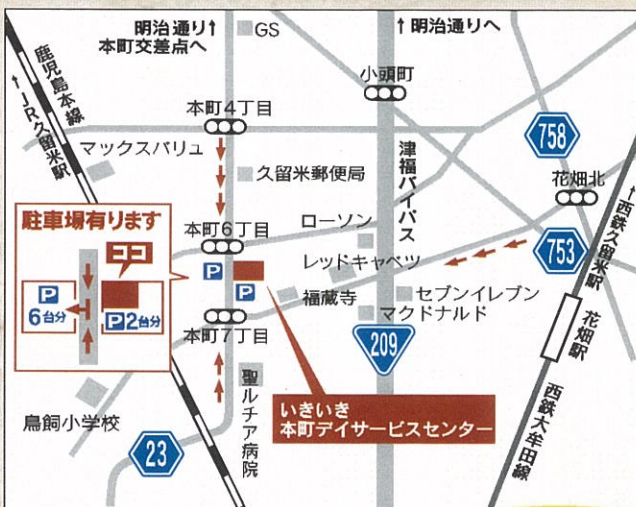 明治通り↑
本町交差点へ
GS
↑明治通りへ
小頭町
鹿児島本線
↑JR久留米駅
本町4丁目
マックスバリュ
758
久留米郵便局
津福バイパス
花畑北
駐車場有ります
ココ
P
6台分
P2台分
本町6丁目
ローソン
753
↑西鉄久留米駅
レッドキャベツ
P
P
福蔵寺
セブンイレブン
マクドナルド
花畑駅
本町7丁目
209
鳥飼小学校
聖ルチア病院
いきいき
本町デイサービスセンター
西鉄大牟田線
23